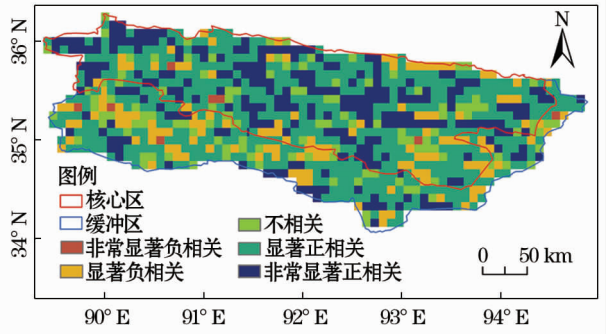 N
36° N
35° N
34° N
图例
核心区
缓冲区
不相关
非常显著负相关
显著正相关
显著负相关
非常显著正相关
0 50 km
90° E 91° E 92° E 93° E 94° E